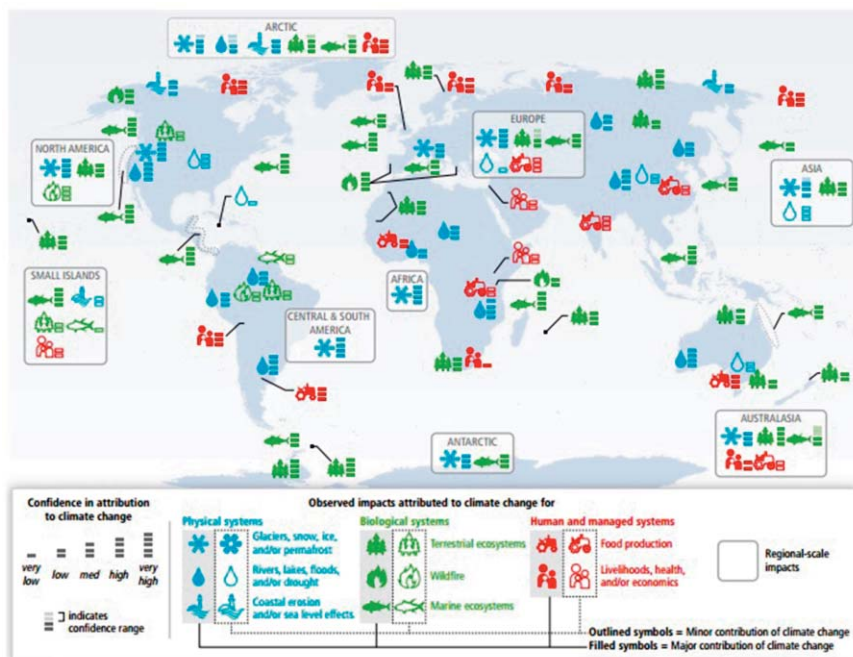 ARCTIC
EUROPE
NORTH AMERICA
ASIA
SMALL ISLANDS
AFRICA
CENTRAL & SOUTH
AMERICA
AUSTRALASIA
ANTARCTIC
Confidence in attribution
to climate change
very
low
low
med
high
very
high
indicates
confidence range
Observed impacts attributed to climate change for
Physical systems
Glaciers, snow, ice,
and/or permafrost
Rivers, lakes, floods,
and/or drought
Coastal erosion
and/or sea level effects
Biological systems
Terrestrial ecosystems
Wildfire
Marine ecosystems
Human and managed systems
Food production
Livelihoods, health,
and/or economics
Regional-scale
impacts
Outlined symbols = Minor contribution of climate change
Filled symbols = Major contribution of climate change